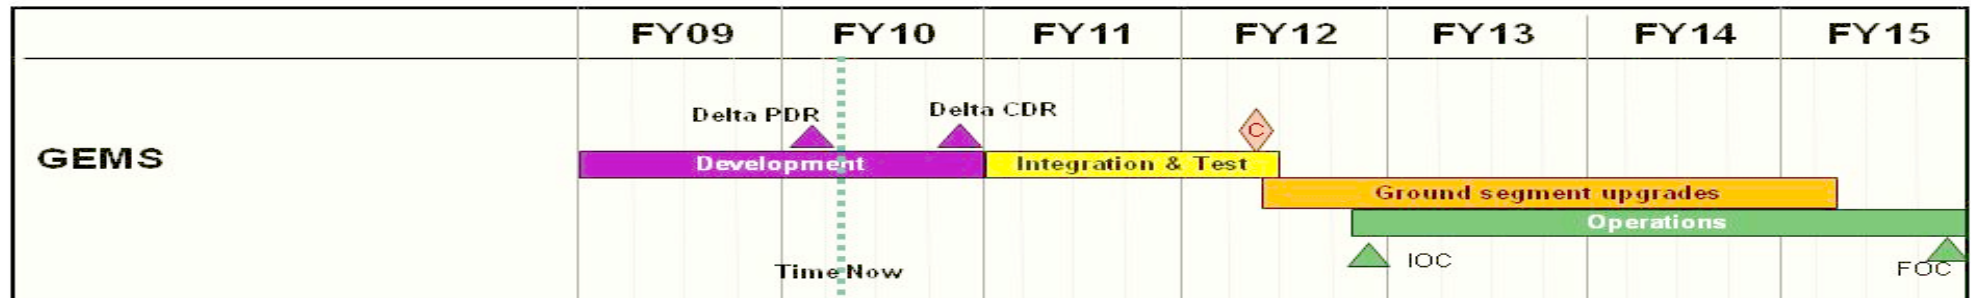 FY09 FY10 FY11 FY12 FY13 FY14 FY15
Delta PDR
Delta CDR
C
GEMS
Development
Integration & Test
Ground segment upgrades
Operations
IOC
FOC
Time Now